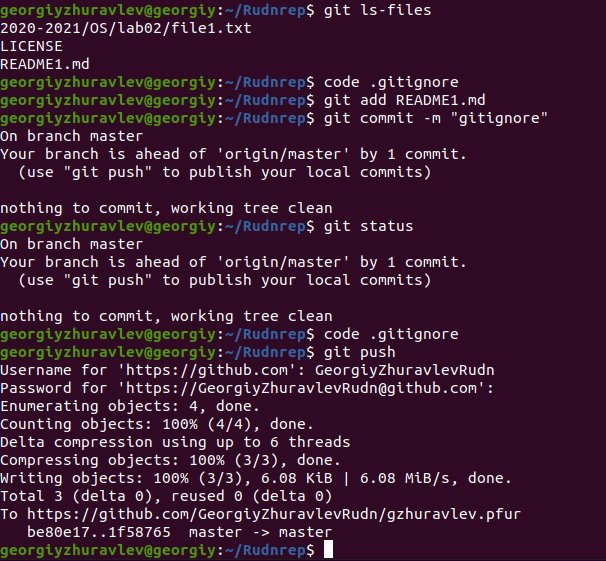 georgiyzhuravlev@georgiy:~/Rudnrep$ git ls-files
2020-2021/OS/lab02/file1.txt
LICENSE
README1.md
georgiyzhuravlev@georgiy:~/Rudnrep$ code .gitignore
georgiyzhuravlev@georgiy:~/Rudnrep$ git add README1.md
georgiyzhuravlev@georgiy:~/Rudnrep$ git commit -m "gitignore"
On branch master
Your branch is ahead of 'origin/master' by 1 commit.
  (use "git push" to publish your local commits)

nothing to commit, working tree clean
georgiyzhuravlev@georgiy:~/Rudnrep$ git status
On branch master
Your branch is ahead of 'origin/master' by 1 commit.
  (use "git push" to publish your local commits)

nothing to commit, working tree clean
georgiyzhuravlev@georgiy:~/Rudnrep$ code .gitignore
georgiyzhuravlev@georgiy:~/Rudnrep$ git push
Username for 'https://github.com': GeorgiyZhuravlevRudn
Password for 'https://GeorgiyZhuravlevRudn@github.com':
Enumerating objects: 4, done.
Counting objects: 100% (4/4), done.
Delta compression using up to 6 threads
Compressing objects: 100% (3/3), done.
Writing objects: 100% (3/3), 6.08 KiB | 6.08 MiB/s, done.
Total 3 (delta 0), reused 0 (delta 0)
To https://github.com/GeorgiyZhuravlevRudn/gzhuravlev.pfur
   be80e17..1f58765  master -> master
georgiyzhuravlev@georgiy:~/Rudnrep$